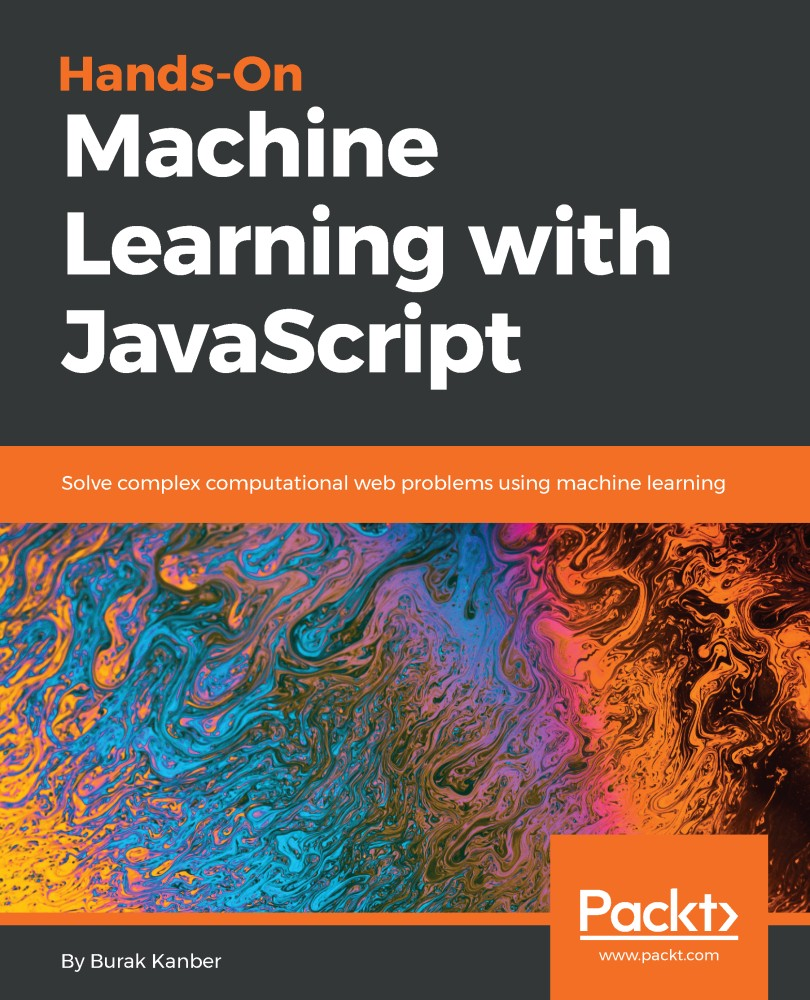 Hands-On
Machine
Learning with
JavaScript
Solve complex computational web problems using machine learning
Packt>
www.packt.com
By Burak Kanber